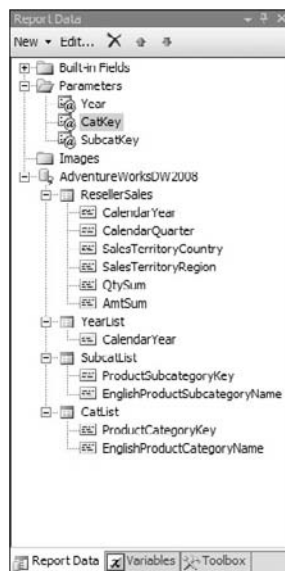 Report Data
New Edit...
Built-in Fields
Parameters
Year
CatKey
SubcatKey
Images
AdventureWorksDW2008
ResellerSales
CalendarYear
CalendarQuarter
SalesTerritoryCountry
SalesTerritoryRegion
QtySum
AmtSum
YearList
CalendarYear
SubcatList
ProductSubcategoryKey
EnglishProductSubcategoryName
CatList
ProductCategoryKey
EnglishProductCategoryName
Report Data Variables Toolbox